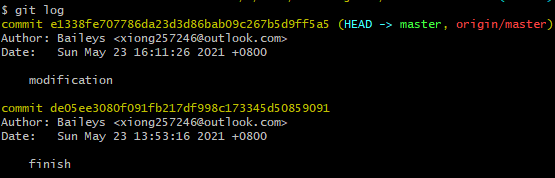 $ git log
commit e1338fe707786da23d3d86bab09c267b5d9ff5a5 (HEAD -> master, origin/master)
Author: Baileys <xiong257246@outlook.com>
Date:   Sun May 23 16:11:26 2021 +0800
modification
commit de05ee3080f091fb217df998c173345d50859091
Author: Baileys <xiong257246@outlook.com>
Date:   Sun May 23 13:53:16 2021 +0800
finish